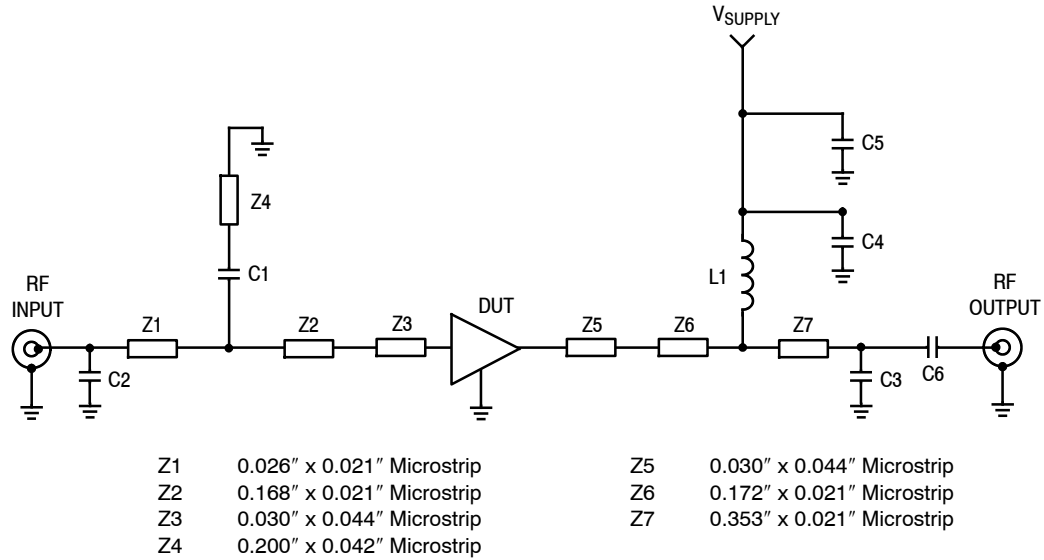 VSUPPLY
C5
Z4
C4
C1
L1
RF
INPUT
RF
OUTPUT
DUT
Z1
Z2
Z3
Z5
Z6
Z7
C2
C3
C6
Z1 0.026″ x 0.021″ Microstrip
Z2 0.168″ x 0.021″ Microstrip
Z3 0.030″ x 0.044″ Microstrip
Z4 0.200″ x 0.042″ Microstrip
Z5 0.030″ x 0.044″ Microstrip
Z6 0.172″ x 0.021″ Microstrip
Z7 0.353″ x 0.021″ Microstrip